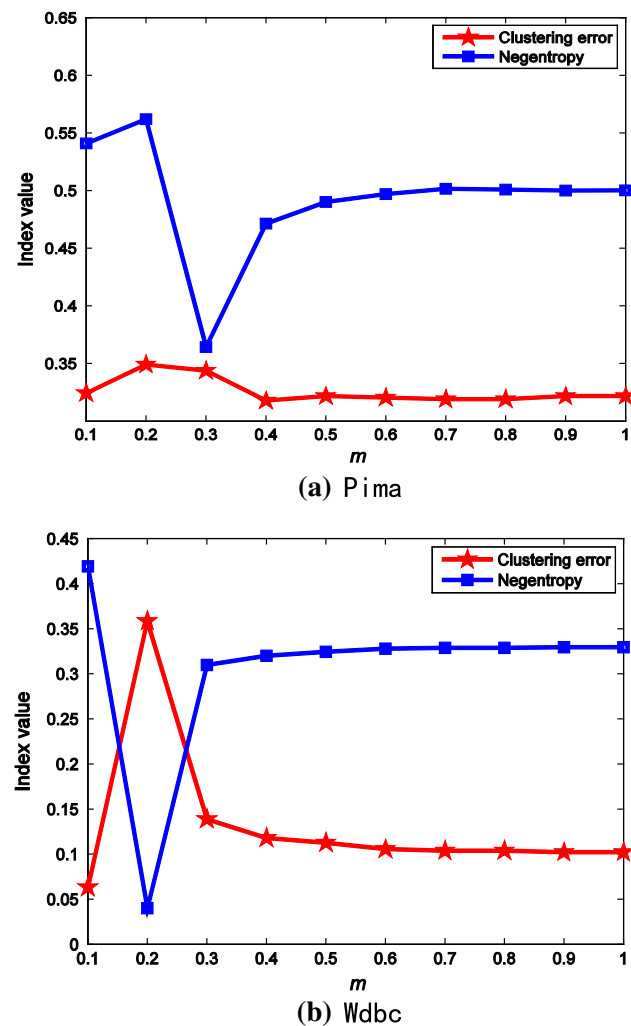 0.65
0.6
0.55
0.5
0.45
0.4
0.35
Index value
Clustering error
Negentropy
0.1 0.2 0.3 0.4 0.5 0.6 0.7 0.8 0.9 1
m
(a) Pima
0.45
0.4
0.35
0.3
0.25
0.2
0.15
0.1
0.05
0
Index value
Clustering error
Negentropy
0.1 0.2 0.3 0.4 0.5 0.6 0.7 0.8 0.9 1
m
(b) Wdbc